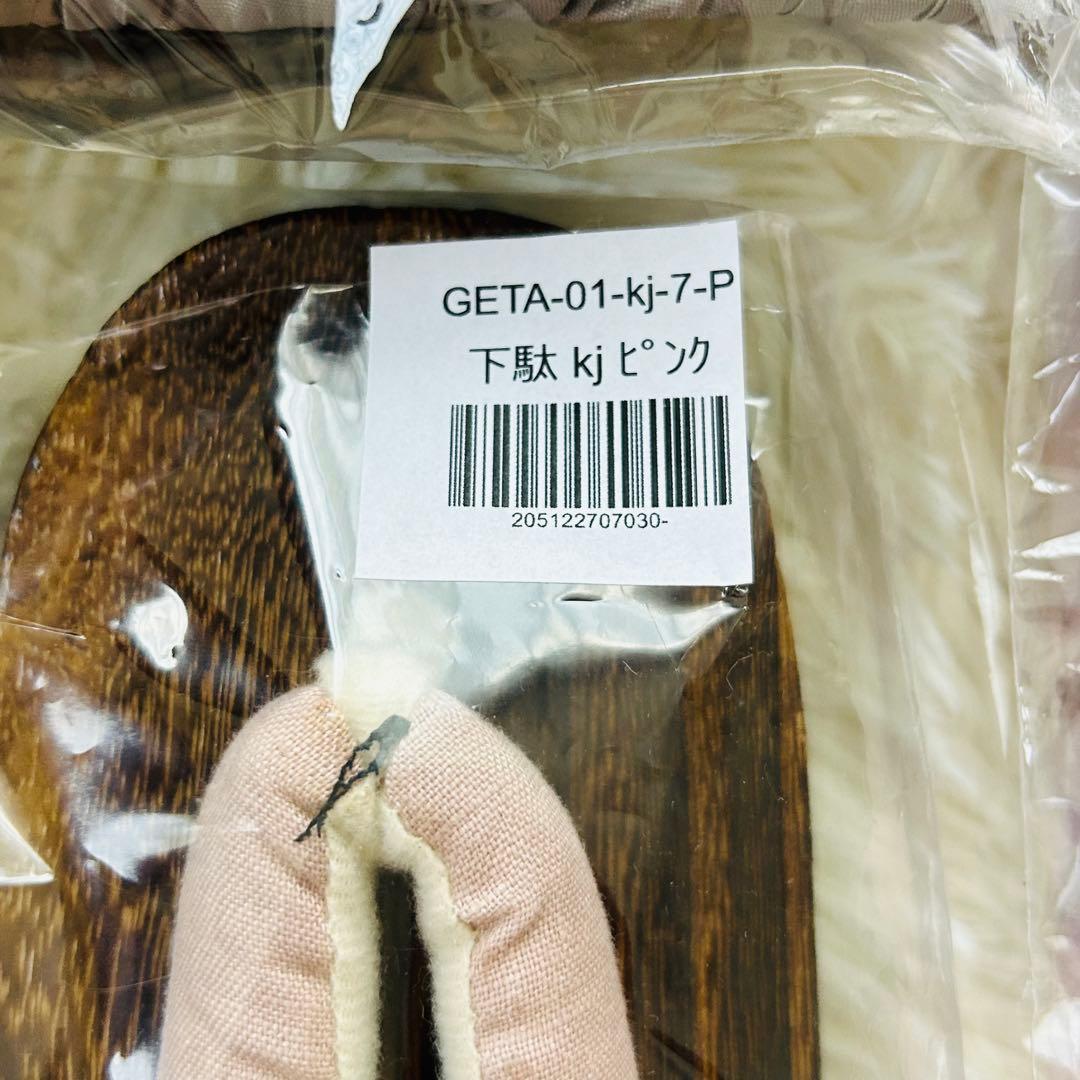 GETA-01-kj-7-P
下駄 kj ﾋﾟﾝｸ
205122707030-